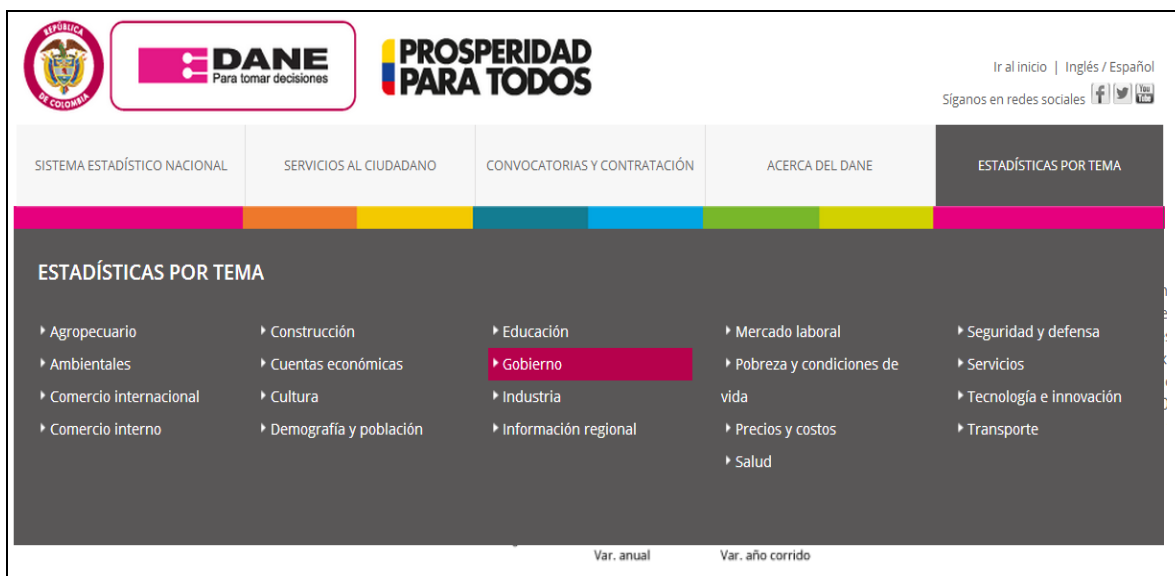 REPÚBLICA
DE COLOMBIA
DANE
Para tomar decisiones
PROSPERIDAD
PARA TODOS
Ir al inicio | Inglés / Español
Síganos en redes sociales f You Tube
SISTEMA ESTADÍSTICO NACIONAL
SERVICIOS AL CIUDADANO
CONVOCATORIAS Y CONTRATACIÓN
ACERCA DEL DANE
ESTADÍSTICAS POR TEMA
ESTADÍSTICAS POR TEMA
Agropecuario
Ambientales
Comercio internacional
Comercio interno
Construcción
Cuentas económicas
Cultura
Demografía y población
Educación
Gobierno
Industria
Información regional
Mercado laboral
Pobreza y condiciones de
vida
Precios y costos
Salud
Seguridad y defensa
Servicios
Tecnología e innovación
Transporte
Var. anual
Var. año corrido